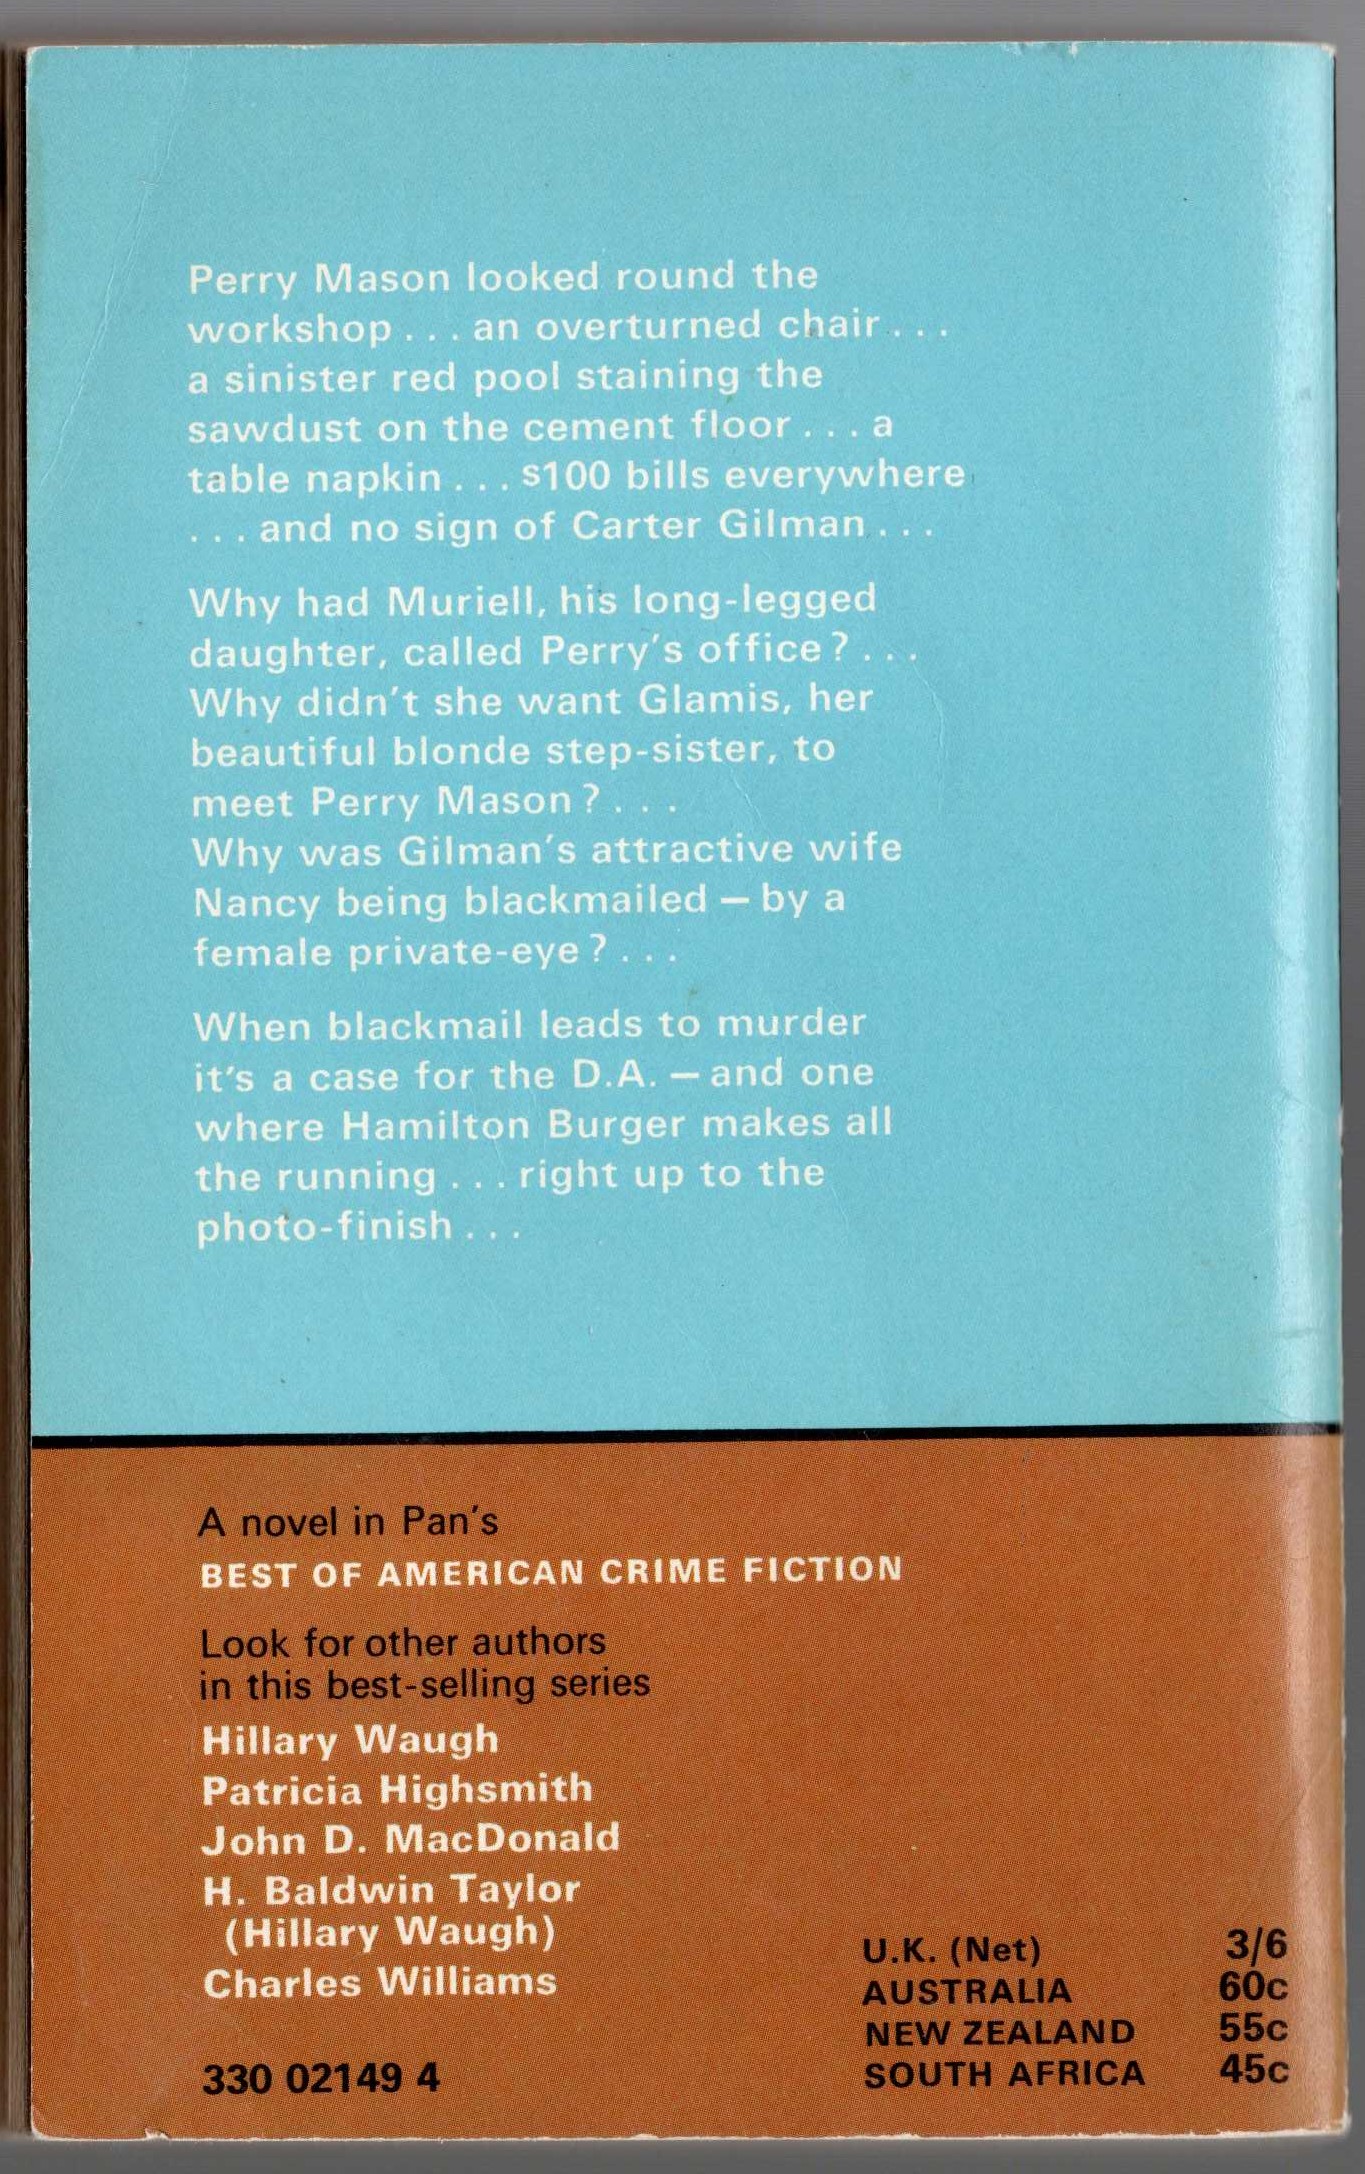 Perry Mason looked round the
workshop . . . an overturned chair . . .
a sinister red pool staining the
sawdust on the cement floor . . . a
table napkin . . . $100 bills everywhere
. . . and no sign of Carter Gilman . . .
Why had Muriell, his long-legged
daughter, called Perry's office? . . .
Why didn't she want Glamis, her
beautiful blonde step-sister, to
meet Perry Mason? . . .
Why was Gilman's attractive wife
Nancy being blackmailed — by a
female private-eye? . . .
When blackmail leads to murder
it's a case for the D.A. — and one
where Hamilton Burger makes all
the running . . . right up to the
photo-finish . . .
A novel in Pan's
BEST OF AMERICAN CRIME FICTION
Look for other authors
in this best-selling series
Hillary Waugh
Patricia Highsmith
John D. MacDonald
H. Baldwin Taylor
(Hillary Waugh)
Charles Williams
330 02149 4
U.K. (Net) 3/6
AUSTRALIA 60c
NEW ZEALAND 55c
SOUTH AFRICA 45c